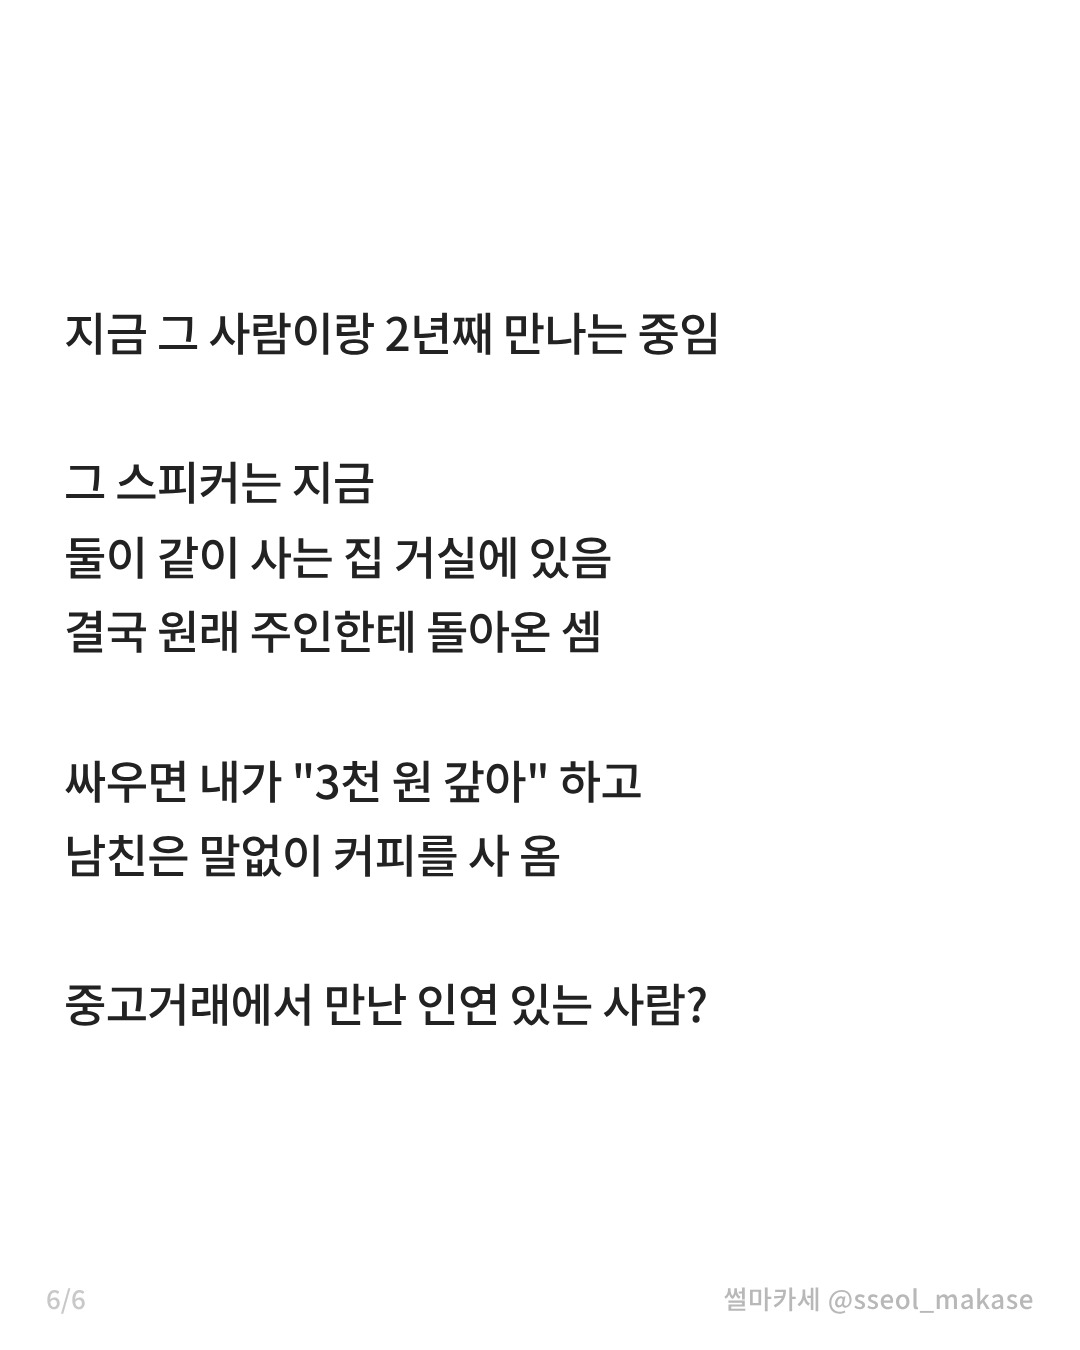 지금 그 사람이랑 2년째 만나는 중임
그 스피커는 지금
둘이 같이 사는 집 거실에 있음
결국 원래 주인한테 돌아온 셈
싸우면 내가 "3천 원 갚아" 하고
남친은 말없이 커피를 사 옴
중고거래에서 만난 인연 있는 사람?
6/6
썰마카세 @sseol_makase